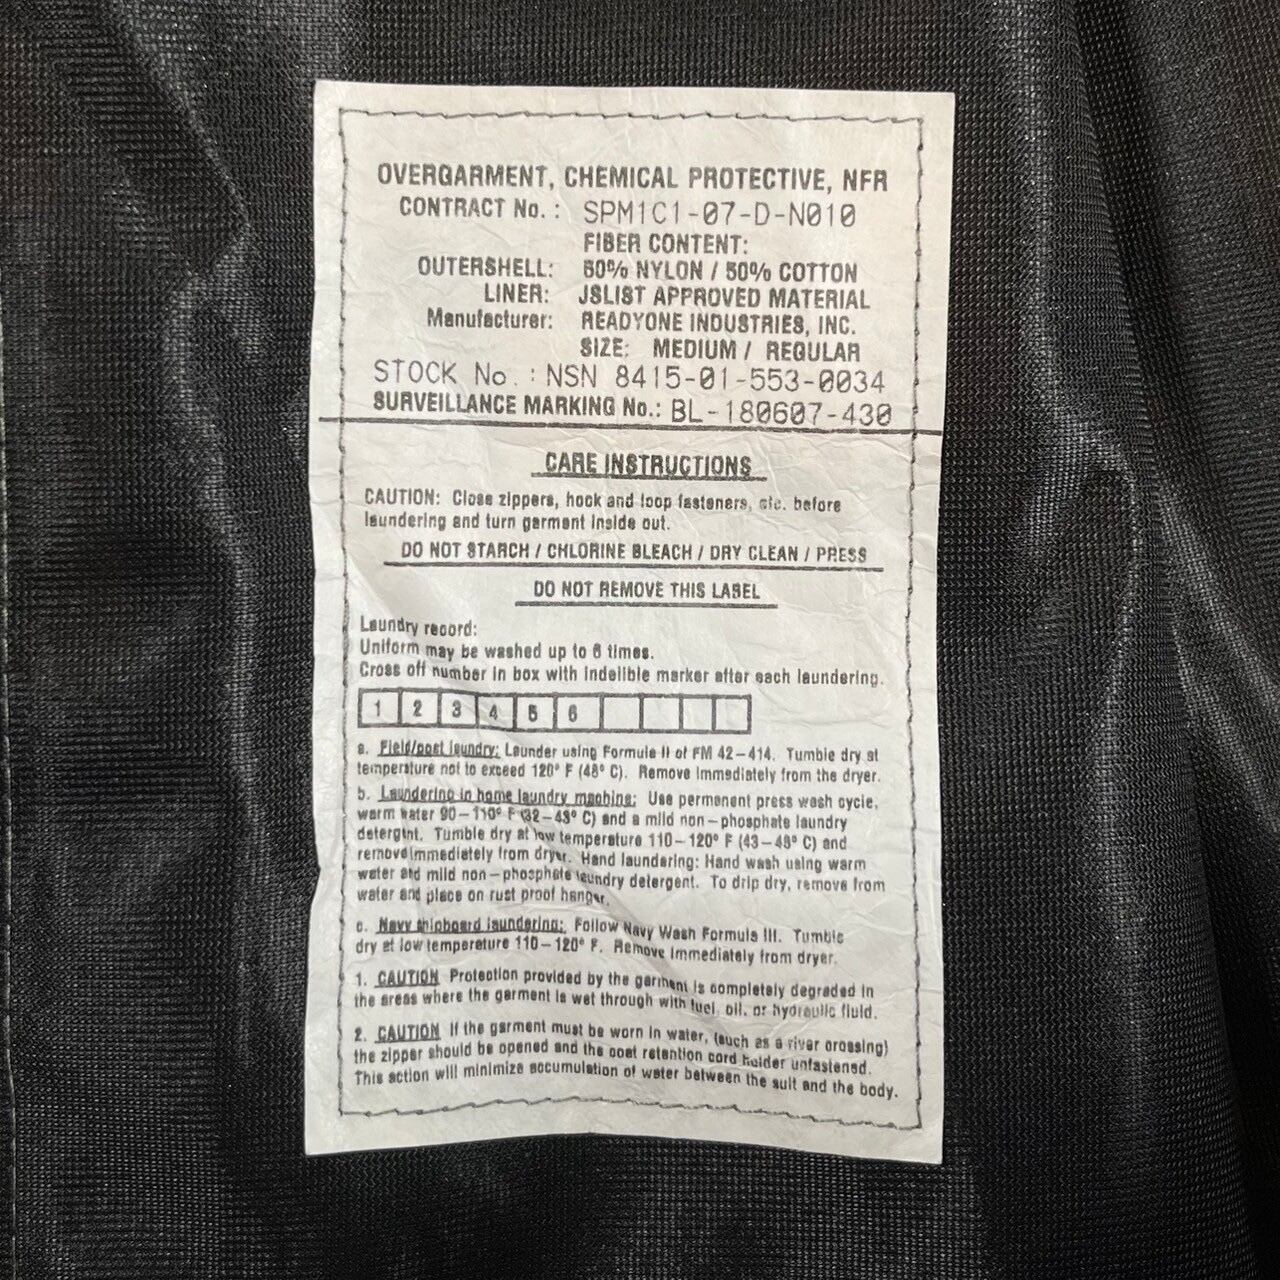 OVERGARMENT, CHEMICAL PROTECTIVE, NFR
CONTRACT No.: SPM1C1-07-D-N010
FIBER CONTENT:
OUTERSHELL: 50% NYLON / 50% COTTON
LINER: JSLIST APPROVED MATERIAL
Manufacturer: READYONE INDUSTRIES, INC.
SIZE: MEDIUM / REGULAR
STOCK No.: NSN 8415-01-553-0034
SURVEILLANCE MARKING No.: BL-180607-430
CARE INSTRUCTIONS
CAUTION: Close zippers, hook and loop fasteners, etc. before
laundering and turn garment inside out.
DO NOT STARCH / CHLORINE BLEACH / DRY CLEAN / PRESS
DO NOT REMOVE THIS LABEL
Laundry record:
Uniform may be washed up to 6 times.
Cross off number in box with indelible marker after each laundering.
1 2 3 4 5 6
a. Field/post laundry: Launder using Formula II of FM 42-414. Tumble dry at
temperature not to exceed 120° F (49° C). Remove immediately from the dryer.
b. Laundering in home laundry machine: Use permanent press wash cycle,
warm water 90-110° F (32-43° C) and a mild non-phosphate laundry
detergent. Tumble dry at low temperature 110-120° F (43-49° C) and
remove immediately from dryer. Hand laundering: Hand wash using warm
water and mild non-phosphate laundry detergent. To drip dry, remove from
water and place on rust proof hanger.
c. Navy shipboard laundering: Follow Navy Wash Formula III. Tumble
dry at low temperature 110-120° F. Remove immediately from dryer.
1. CAUTION Protection provided by the garment is completely degraded in
the areas where the garment is wet through with fuel, oil, or hydraulic fluid.
2. CAUTION If the garment must be worn in water, (such as a river crossing)
the zipper should be opened and the coat retention cord holder unfastened.
This action will minimize accumulation of water between the suit and the body.